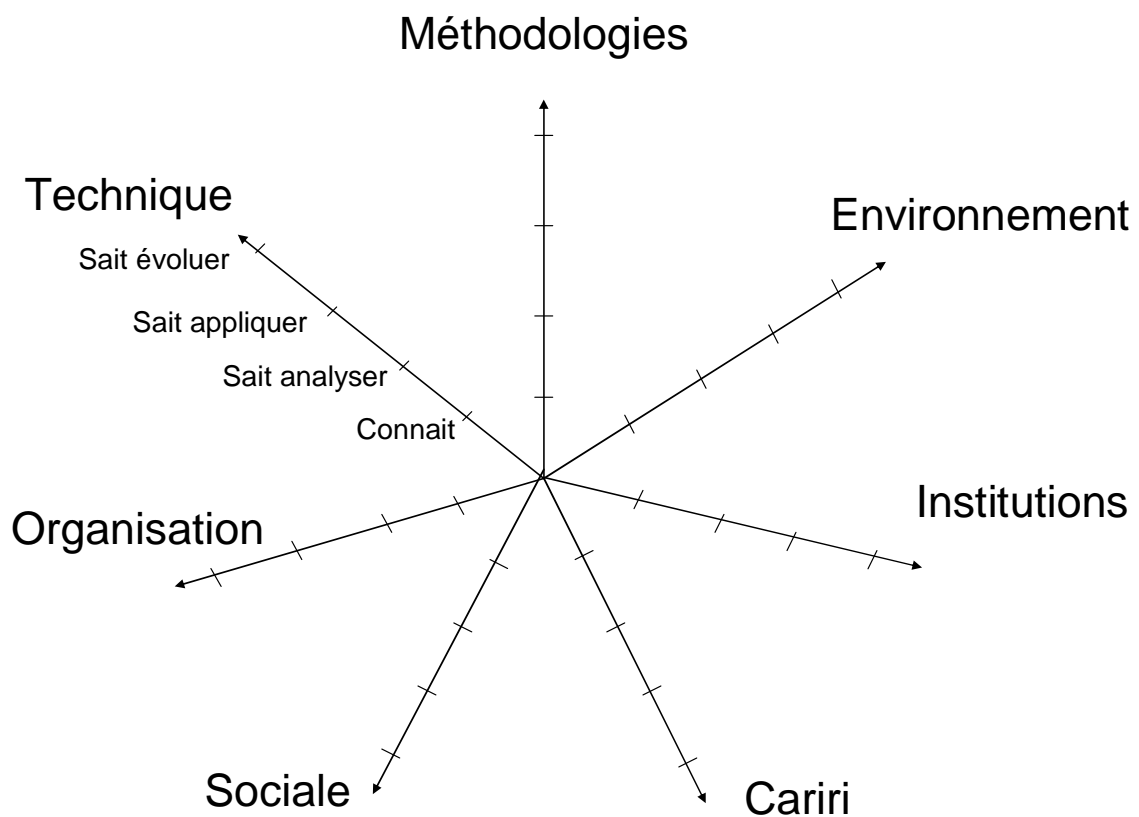 Méthodologies
Technique
Environnement
Sait évoluer
Sait appliquer
Sait analyser
Connait
Institutions
Organisation
Sociale
Cariri